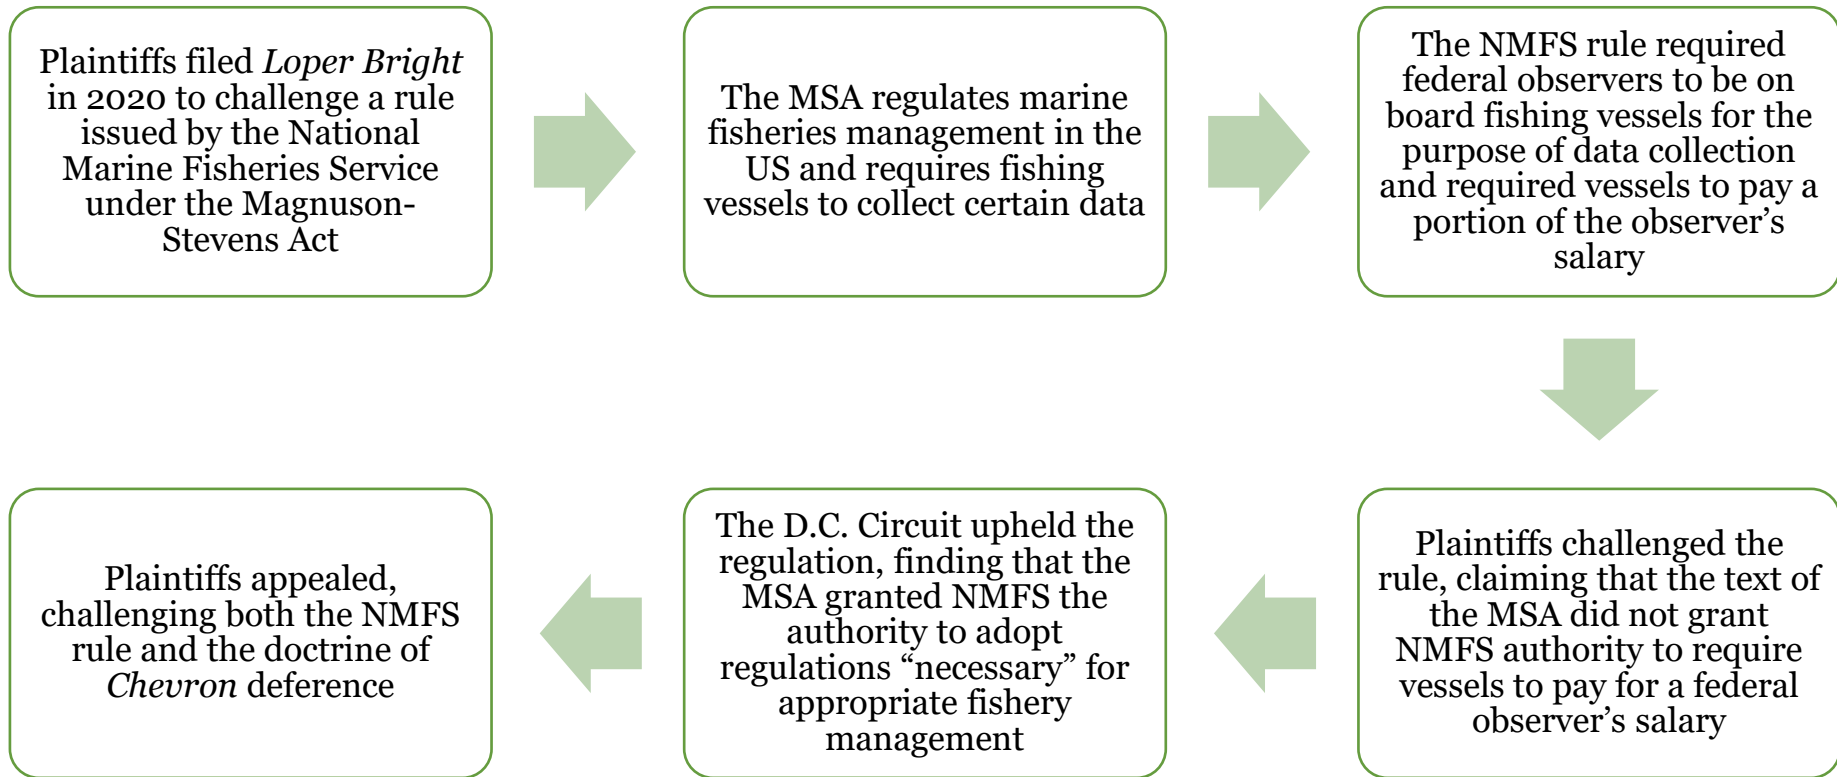 Plaintiffs filed Loper Bright
in 2020 to challenge a rule
issued by the National
Marine Fisheries Service
under the Magnuson-
Stevens Act
The MSA regulates marine
fisheries management in the
US and requires fishing
vessels to collect certain data
The NMFS rule required
federal observers to be on
board fishing vessels for the
purpose of data collection
and required vessels to pay a
portion of the observer’s
salary
Plaintiffs challenged the
rule, claiming that the text of
the MSA did not grant
NMFS authority to require
vessels to pay for a federal
observer’s salary
The D.C. Circuit upheld the
regulation, finding that the
MSA granted NMFS the
authority to adopt
regulations “necessary” for
appropriate fishery
management
Plaintiffs appealed,
challenging both the NMFS
rule and the doctrine of
Chevron deference